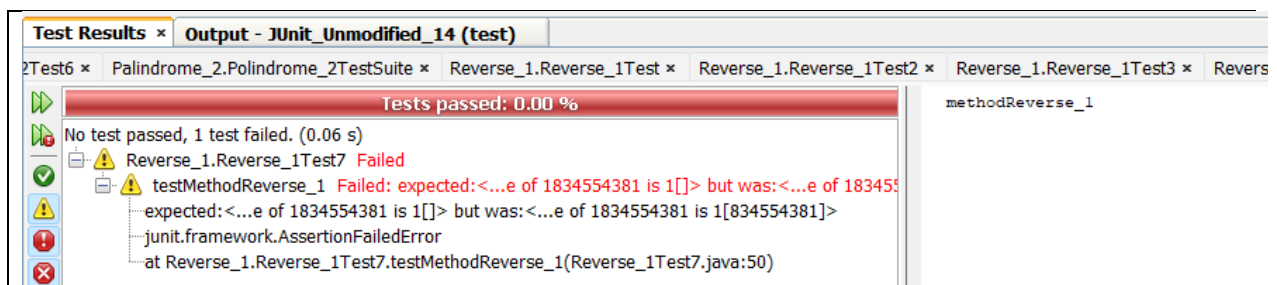 Test Results × Output - JUnit_Unmodified_14 (test)
2Test6 × Palindrome_2.Polindrome_2TestSuite × Reverse_1.Reverse_1Test × Reverse_1.Reverse_1Test2 × Reverse_1.Reverse_1Test3 × Revers
Tests passed: 0.00 %
methodReverse_1
No test passed, 1 test failed. (0.06 s)
Reverse_1.Reverse_1Test7 Failed
testMethodReverse_1 Failed: expected:<...e of 1834554381 is 1[]> but was:<...e of 183455
expected:<...e of 1834554381 is 1[]> but was:<...e of 1834554381 is 1[834554381]>
junit.framework.AssertionFailedError
at Reverse_1.Reverse_1Test7.testMethodReverse_1(Reverse_1Test7.java:50)